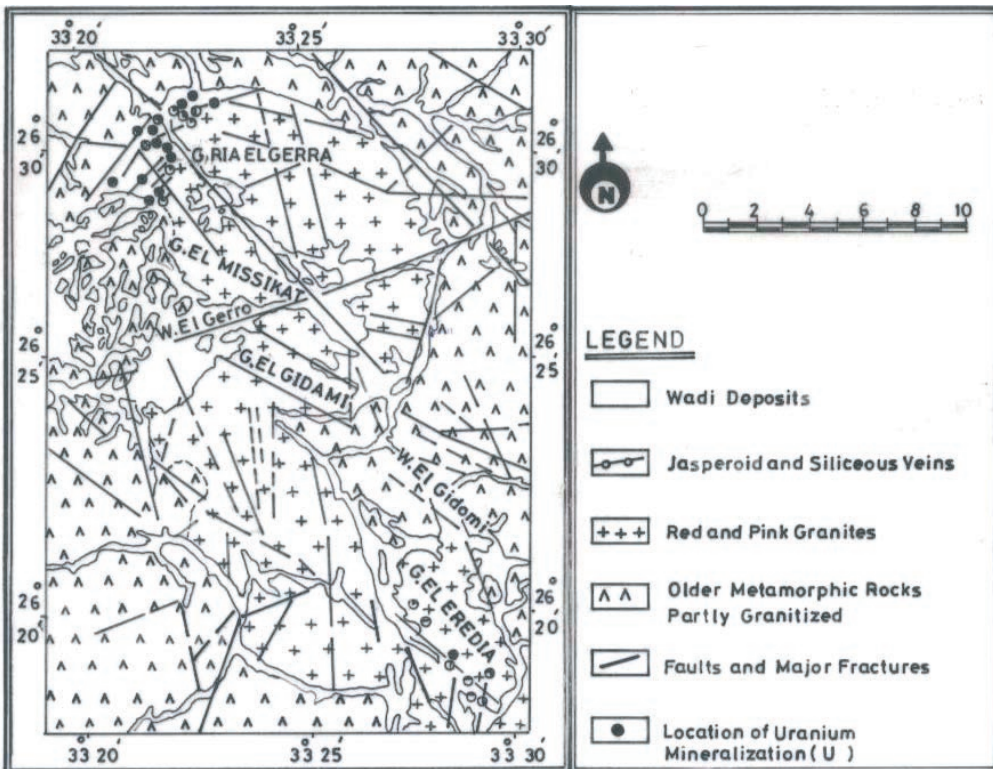 33 20 33 25 33 30
26 30
26 30
G.RIA ELGERRA
G.EL MISSIKAT
W.El Gerro
26 25
26 25
G.EL GIDAMI
W.El Gidomi
G.EL EREDIA
26 20
26 20
33 20 33 25 33 30
N
0 2 4 6 8 10
LEGEND
Wadi Deposits
Jasperoid and Siliceous Veins
Red and Pink Granites
Older Metamorphic Rocks
Partly Granitized
Faults and Major Fractures
Location of Uranium
Mineralization (U)